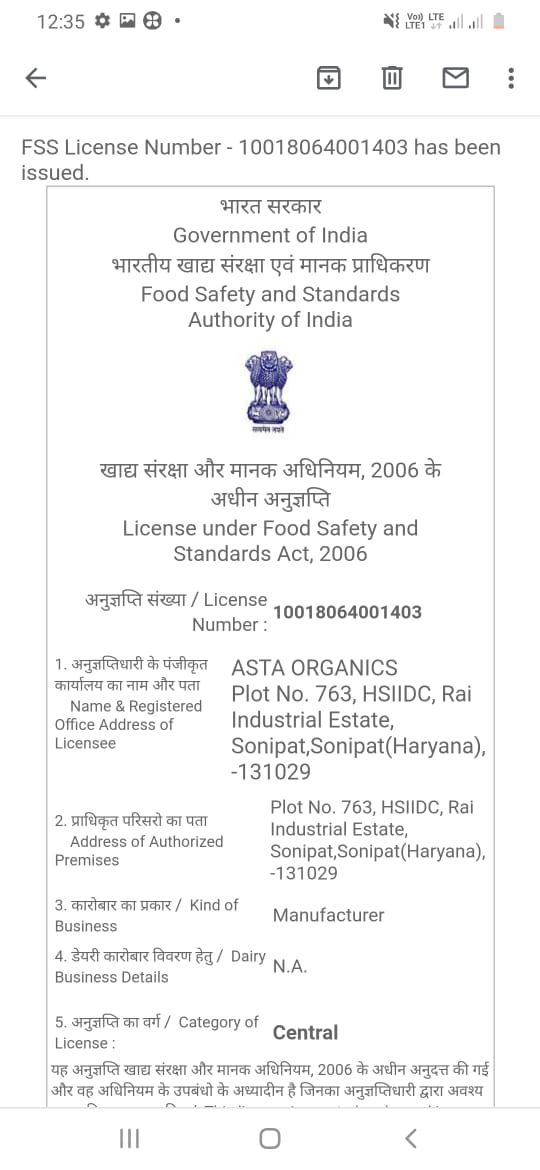 12:35
Vo)) LTE
LTE1
FSS License Number - 10018064001403 has been
issued.
भारत सरकार
Government of India
भारतीय खाद्य संरक्षा एवं मानक प्राधिकरण
Food Safety and Standards
Authority of India
सत्यमेव जयते
खाद्य संरक्षा और मानक अधिनियम, 2006 के
अधीन अनुज्ञप्ति
License under Food Safety and
Standards Act, 2006
अनुज्ञप्ति संख्या / License
Number : 10018064001403
1. अनुज्ञप्तिधारी के पंजीकृत
कार्यालय का नाम और पता
Name & Registered
Office Address of
Licensee
ASTA ORGANICS
Plot No. 763, HSIIDC, Rai
Industrial Estate,
Sonipat,Sonipat(Haryana),
-131029
2. प्राधिकृत परिसरो का पता
Address of Authorized
Premises
Plot No. 763, HSIIDC, Rai
Industrial Estate,
Sonipat,Sonipat(Haryana),
-131029
3. कारोबार का प्रकार / Kind of
Business
Manufacturer
4. डेयरी कारोबार विवरण हेतु / Dairy
Business Details
N.A.
5. अनुज्ञप्ति का वर्ग / Category of
License :
Central
यह अनुज्ञप्ति खाद्य संरक्षा और मानक अधिनियम, 2006 के अधीन अनुदत्त की गई
और वह अधिनियम के उपबंधो के अध्यादीन है जिनका अनुज्ञप्तिधारी द्वारा अवश्य